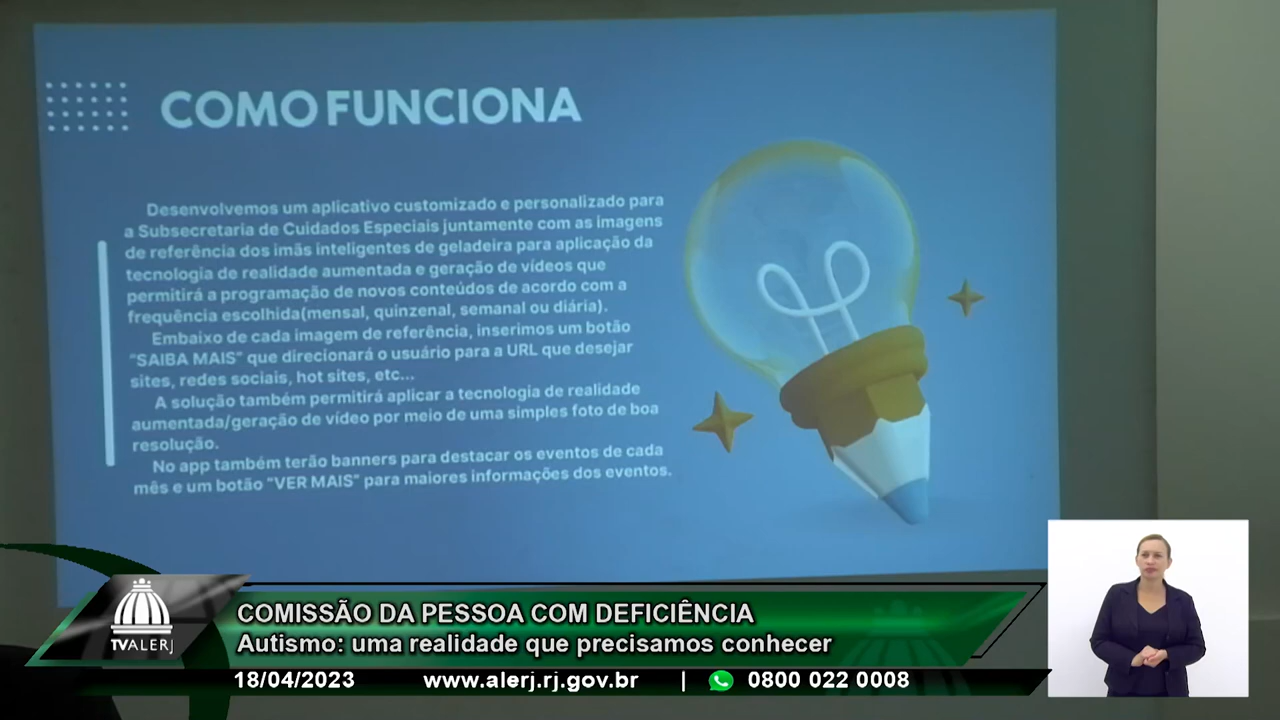 COMO FUNCIONA
Desenvolvemos um aplicativo customizado e personalizado para
a Subsecretaria de Cuidados Especiais juntamente com as imagens
de referência dos imãs inteligentes de geladeira para aplicação da
tecnologia de realidade aumentada e geração de vídeos que
permitirá a programação de novos conteúdos de acordo com a
frequência escolhida(mensal, quinzenal, semanal ou diária).
Embaixo de cada imagem de referência, inserimos um botão
"SAIBA MAIS" que direcionará o usuário para a URL que desejar
sites, redes sociais, hot sites, etc...
A solução também permitirá aplicar a tecnologia de realidade
aumentada/geração de vídeo por meio de uma simples foto de boa
resolução.
No app também terão banners para destacar os eventos de cada
mês e um botão "VER MAIS" para maiores informações dos eventos.
TVALERJ
COMISSÃO DA PESSOA COM DEFICIÊNCIA
Autismo: uma realidade que precisamos conhecer
18/04/2023 www.alerj.rj.gov.br | 0800 022 0008